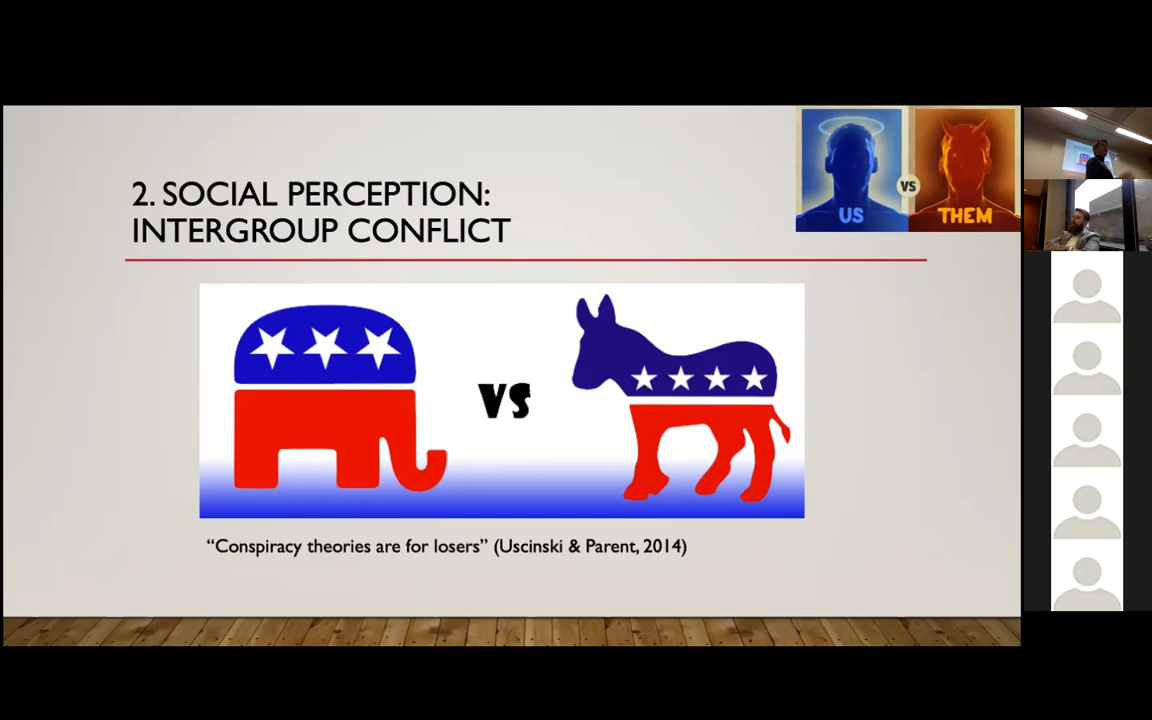 2. SOCIAL PERCEPTION:
INTERGROUP CONFLICT
US
VS
THEM
VS
“Conspiracy theories are for losers” (Uscinski & Parent, 2014)